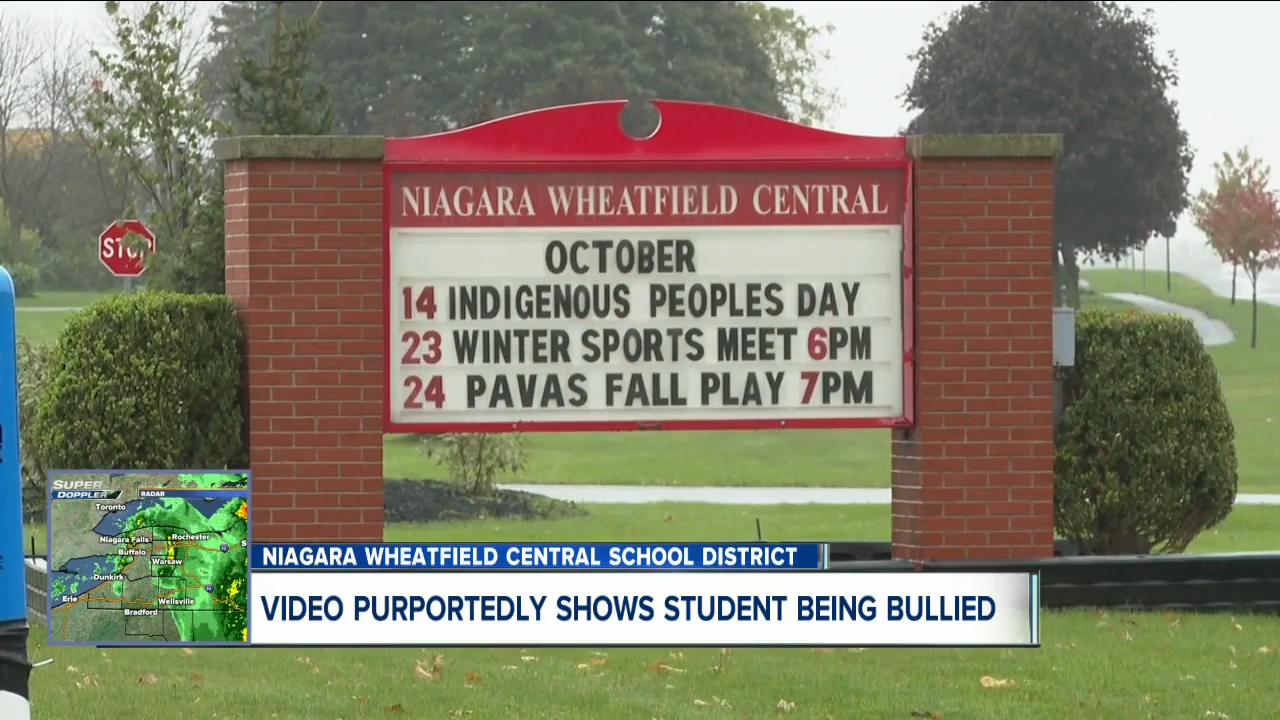 NIAGARA WHEATFIELD CENTRAL
OCTOBER
14 INDIGENOUS PEOPLES DAY
23 WINTER SPORTS MEET 6PM
24 PAVAS FALL PLAY 7PM
STOP
SUPER
DOPPLER
RADAR
Toronto
Niagara Falls
Rochester
Buffalo
Warsaw
Dunkirk
Erie
Wellsville
Bradford
S
NIAGARA WHEATFIELD CENTRAL SCHOOL DISTRICT
VIDEO PURPORTEDLY SHOWS STUDENT BEING BULLIED